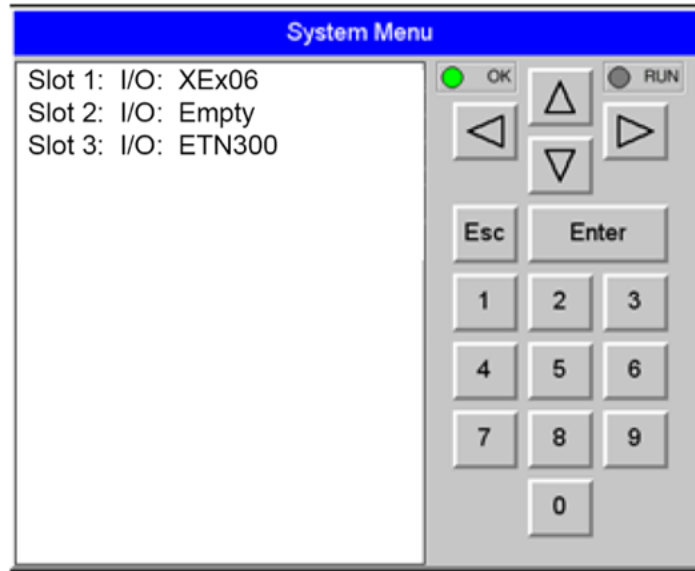 System Menu
Slot 1: I/O: XEx06
Slot 2: I/O: Empty
Slot 3: I/O: ETN300
OK
RUN
Esc
Enter
1 2 3
4 5 6
7 8 9
0